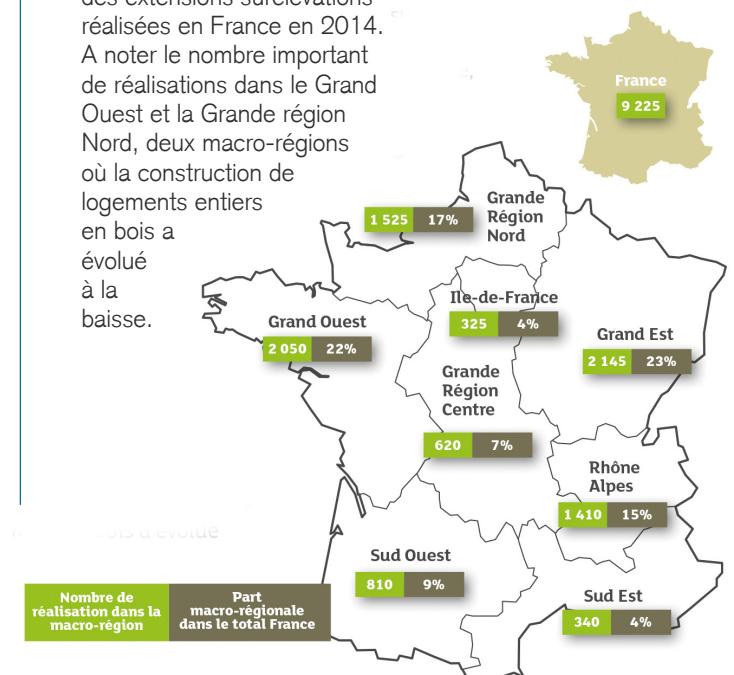 des extensions surélévations
réalisées en France en 2014.
A noter le nombre important
de réalisations dans le Grand
Ouest et la Grande région
Nord, deux macro-régions
où la construction de
logements entiers
en bois a
évolué
à la
baisse.
France
9 225
Grande
Région
Nord
1 525 17%
Ile-de-France
325 4%
Grand Ouest
2 050 22%
Grand Est
2 145 23%
Grande
Région
Centre
620 7%
Rhône
Alpes
1 410 15%
Sud Ouest
810 9%
Sud Est
340 4%
Nombre de
réalisation dans la
macro-région
Part
macro-régionale
dans le total France